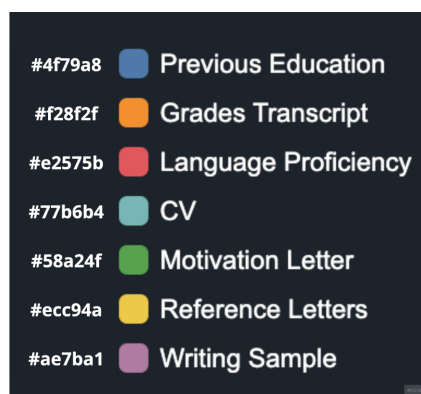 #4f79a8 Previous Education
#f28f2f Grades Transcript
#e2575b Language Proficiency
#77b6b4 CV
#58a24f Motivation Letter
#ecc94a Reference Letters
#ae7ba1 Writing Sample